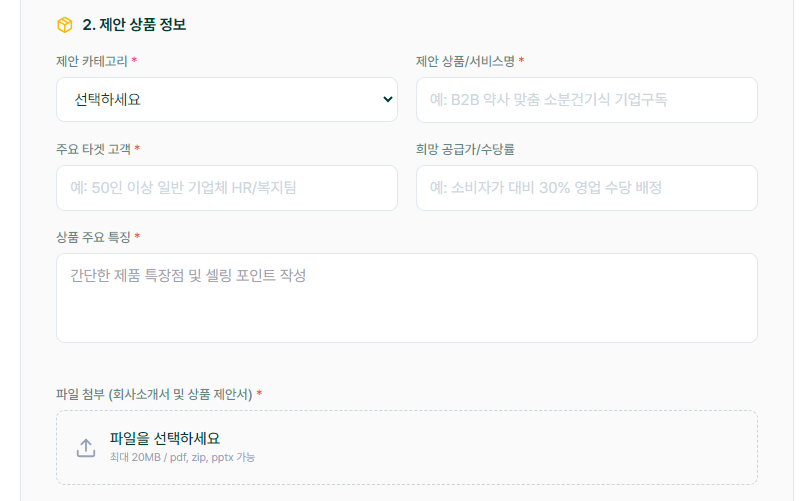 2. 제안 상품 정보
제안 카테고리 * 제안 상품/서비스명 *
선택하세요 예: B2B 약사 맞춤 소분건기식 기업구독
주요 타겟 고객 * 희망 공급가/수당률
예: 50인 이상 일반 기업체 HR/복지팀 예: 소비자가 대비 30% 영업 수당 배정
상품 주요 특징 *
간단한 제품 특장점 및 셀링 포인트 작성
파일 첨부 (회사소개서 및 상품 제안서) *
파일을 선택하세요
최대 20MB / pdf, zip, pptx 가능